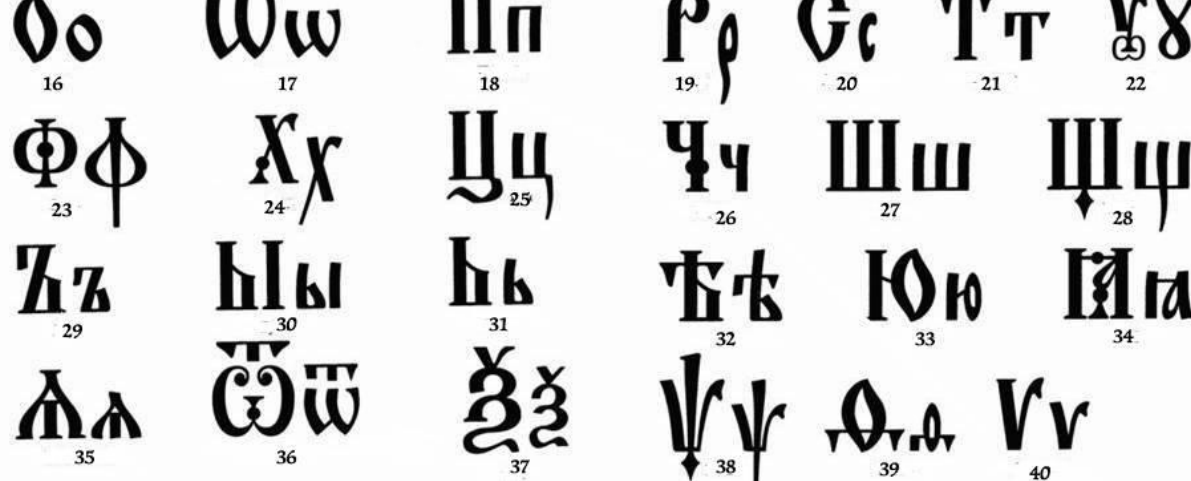 Оо Ѡѡ Пп Рр Сс Тт Ꙋꙋ
16 17 18 19 20 21 22
Фф Хх Цц Чч Шш Щщ
23 24 25 26 27 28
Ъъ Ыы Ьь Ѣѣ Юю Ꙗꙗ
29 30 31 32 33 34
Ѧѧ Ѿѿ Ѯѯ Ѱѱ Ѳѳ Ѵѵ
35 36 37 38 39 40